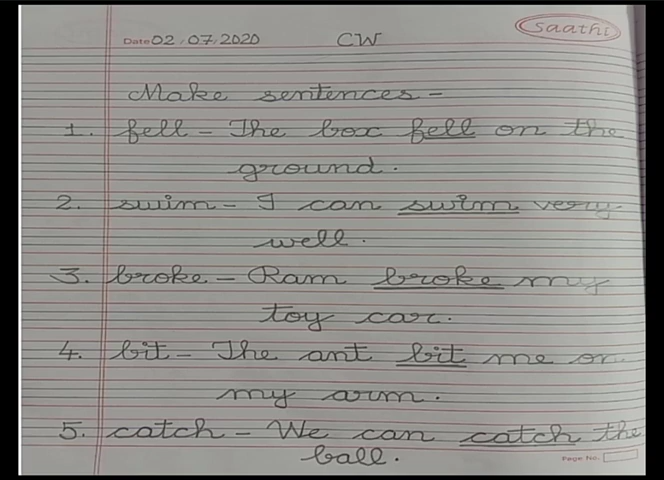 saathi
Date 02/07/2020 CW
Make sentences -
1. fell - The box fell on the
ground.
2. swim - I can swim very
well.
3. broke - Ram broke my
toy car.
4. bit - The ant bit me on
my arm.
5. catch - We can catch the
ball.
Page No.